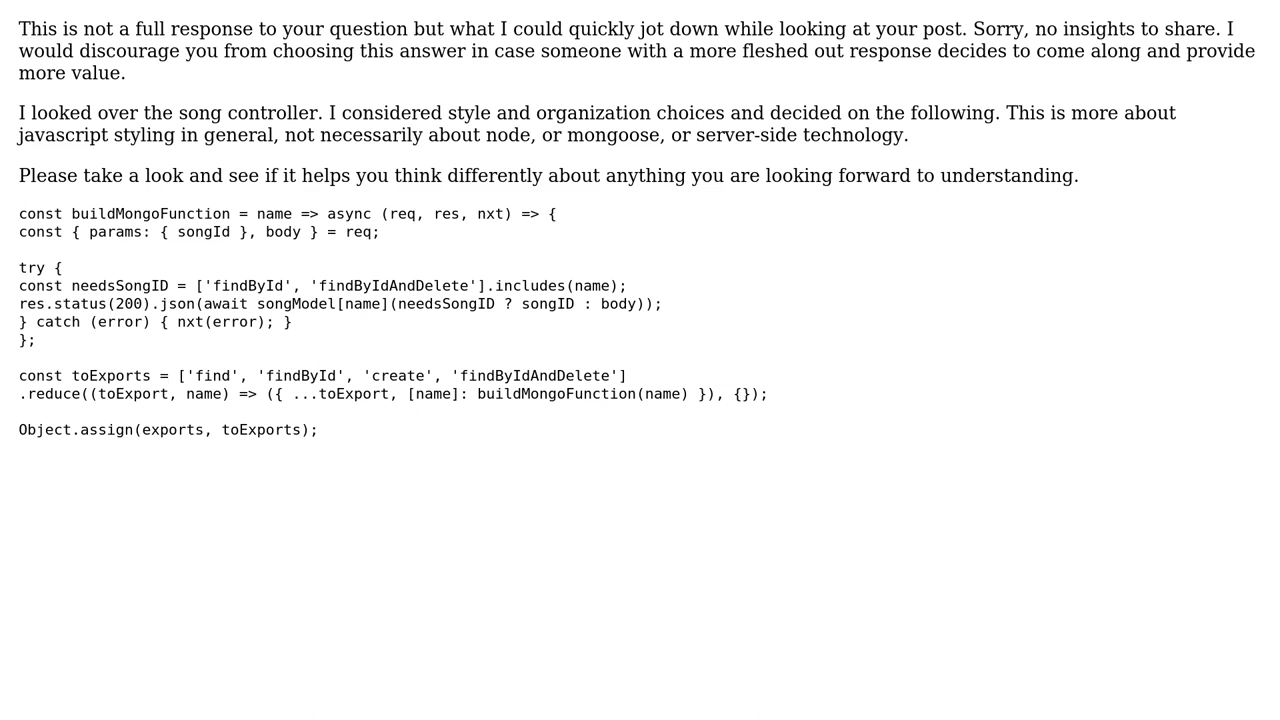 This is not a full response to your question but what I could quickly jot down while looking at your post. Sorry, no insights to share. I
would discourage you from choosing this answer in case someone with a more fleshed out response decides to come along and provide
more value.
I looked over the song controller. I considered style and organization choices and decided on the following. This is more about
javascript styling in general, not necessarily about node, or mongoose, or server-side technology.
Please take a look and see if it helps you think differently about anything you are looking forward to understanding.
const buildMongoFunction = name => async (req, res, nxt) => {
const { params: { songId }, body } = req;
try {
const needsSongID = ['findById', 'findByIdAndDelete'].includes(name);
res.status(200).json(await songModel[name](needsSongID ? songID : body));
} catch (error) { nxt(error); }
};
const toExports = ['find', 'findById', 'create', 'findByIdAndDelete']
.reduce((toExport, name) => ({ ...toExport, [name]: buildMongoFunction(name) }), {});
Object.assign(exports, toExports);